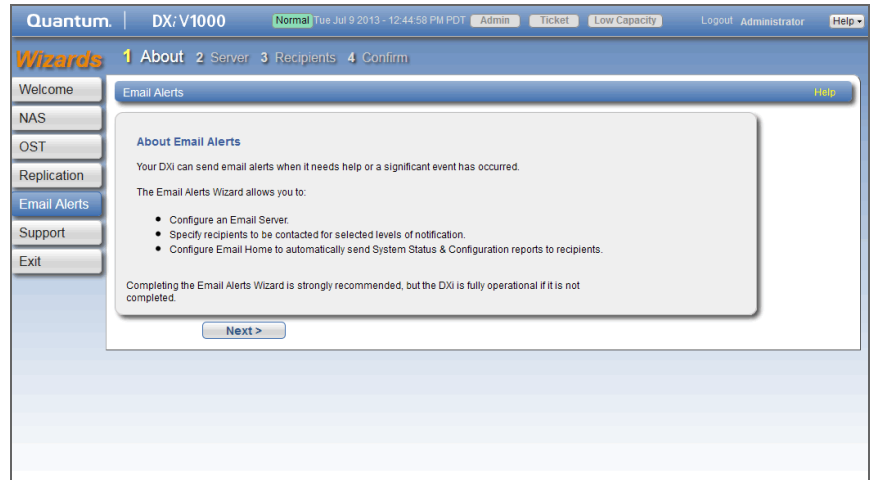 Quantum. DXi V1000 Normal Tue Jul 9 2013 - 12:44:58 PM PDT Admin Ticket Low Capacity Logout Administrator Help
Wizards 1 About 2 Server 3 Recipients 4 Confirm
Welcome
NAS
OST
Replication
Email Alerts
Support
Exit
Email Alerts Help
About Email Alerts
Your DXi can send email alerts when it needs help or a significant event has occurred.
The Email Alerts Wizard allows you to:
• Configure an Email Server.
• Specify recipients to be contacted for selected levels of notification.
• Configure Email Home to automatically send System Status & Configuration reports to recipients.
Completing the Email Alerts Wizard is strongly recommended, but the DXi is fully operational if it is not
completed.
Next >